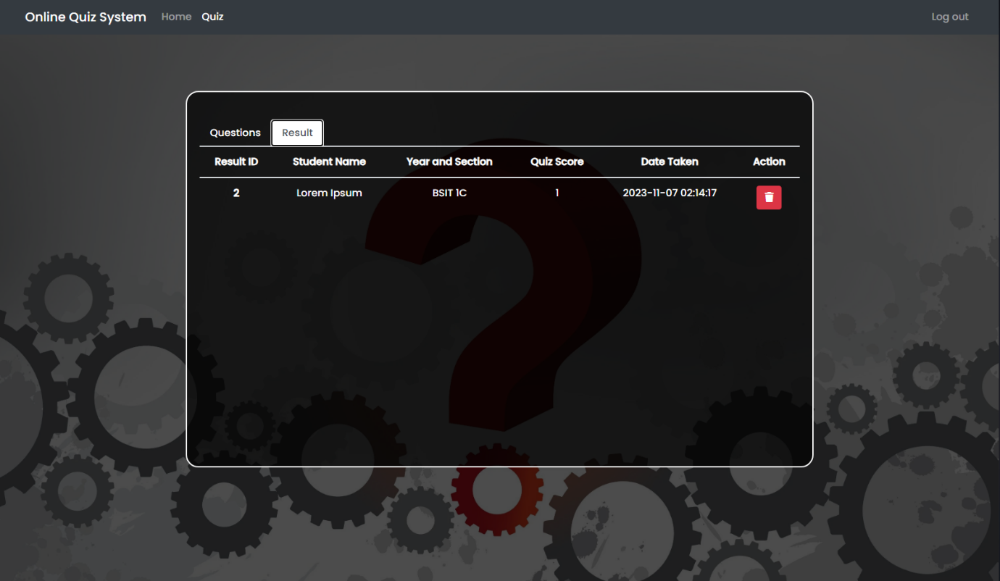 Online Quiz System Home Quiz Log out
Questions Result
Result ID Student Name Year and Section Quiz Score Date Taken Action
2 Lorem Ipsum BSIT 1C 1 2023-11-07 02:14:17